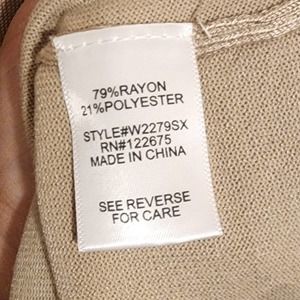 79%RAYON
21%POLYESTER
STYLE#W2279SX
RN#122675
MADE IN CHINA
SEE REVERSE
FOR CARE